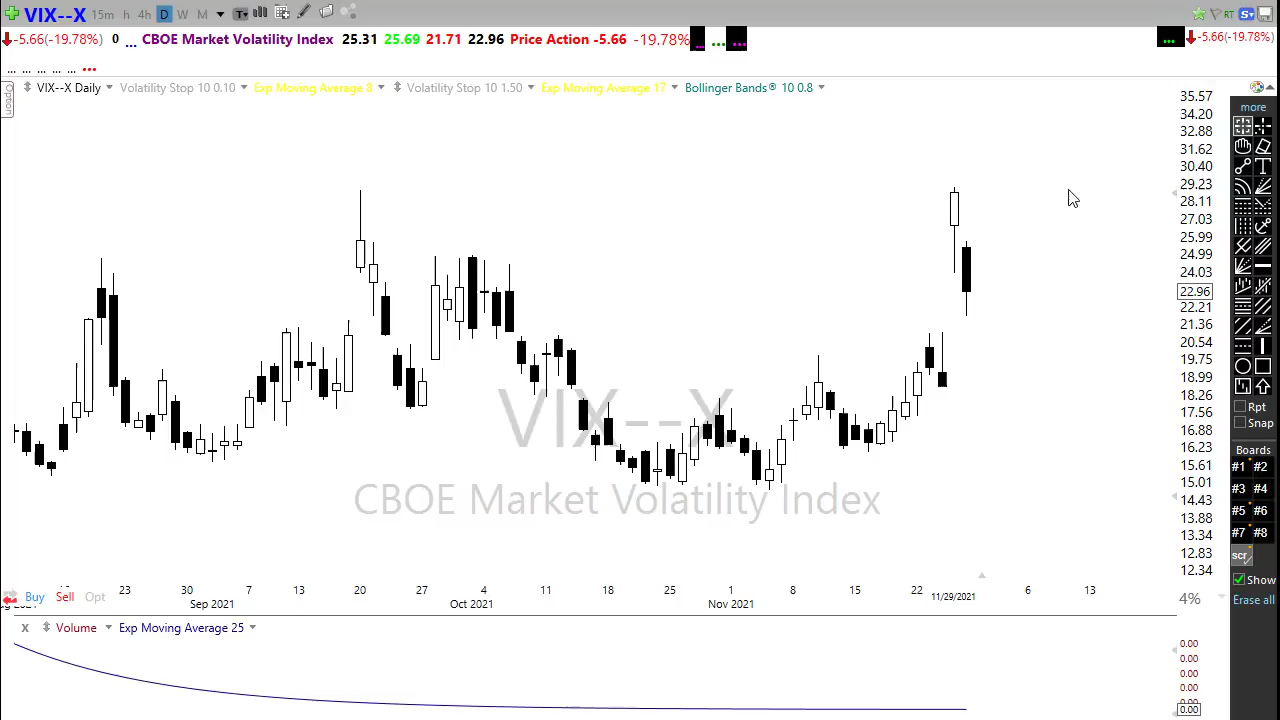 VIX--X 15m h 4h D W M T RT S
-5.66(-19.78%) 0 ... CBOE Market Volatility Index 25.31 25.69 21.71 22.96 Price Action -5.66 -19.78% ... ... ... -5.66(-19.78%)
... ... ... ... ... ...
VIX--X Daily Volatility Stop 10 0.10 Exp Moving Average 8 Volatility Stop 10 1.50 Exp Moving Average 17 Bollinger Bands® 10 0.8
Option
35.57
34.20
32.88
31.62
30.40
29.23
28.11
27.03
25.99
24.99
24.03
22.96
22.21
21.36
20.54
19.75
18.99
18.26
17.56
16.88
16.23
15.61
15.01
14.43
13.88
13.34
12.83
12.34
VIX--X
CBOE Market Volatility Index
23 30 7 13 20 27 4 11 18 25 1 8 15 22 11/29/2021 6 13
Sep 2021 Oct 2021 Nov 2021
Buy Sell Opt
4%
X Volume Exp Moving Average 25
0.00
0.00
0.00
0.00
0.00
more
T
Rpt
Snap
Boards
#1 #2
#3 #4
#5 #6
#7 #8
scr
Show
Erase all